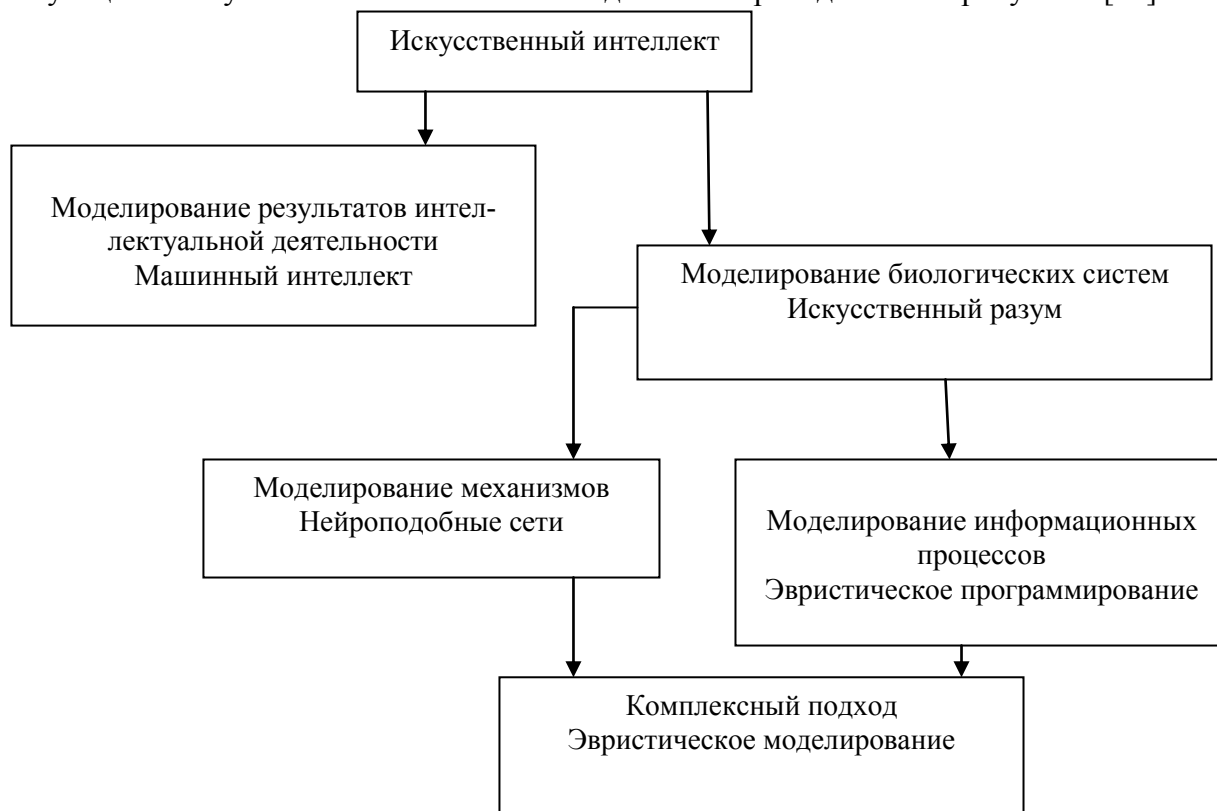 Искусственный интеллект
Моделирование результатов интел-
лектуальной деятельности
Машинный интеллект
Моделирование биологических систем
Искусственный разум
Моделирование механизмов
Нейроподобные сети
Моделирование информационных
процессов
Эвристическое программирование
Комплексный подход
Эвристическое моделирование